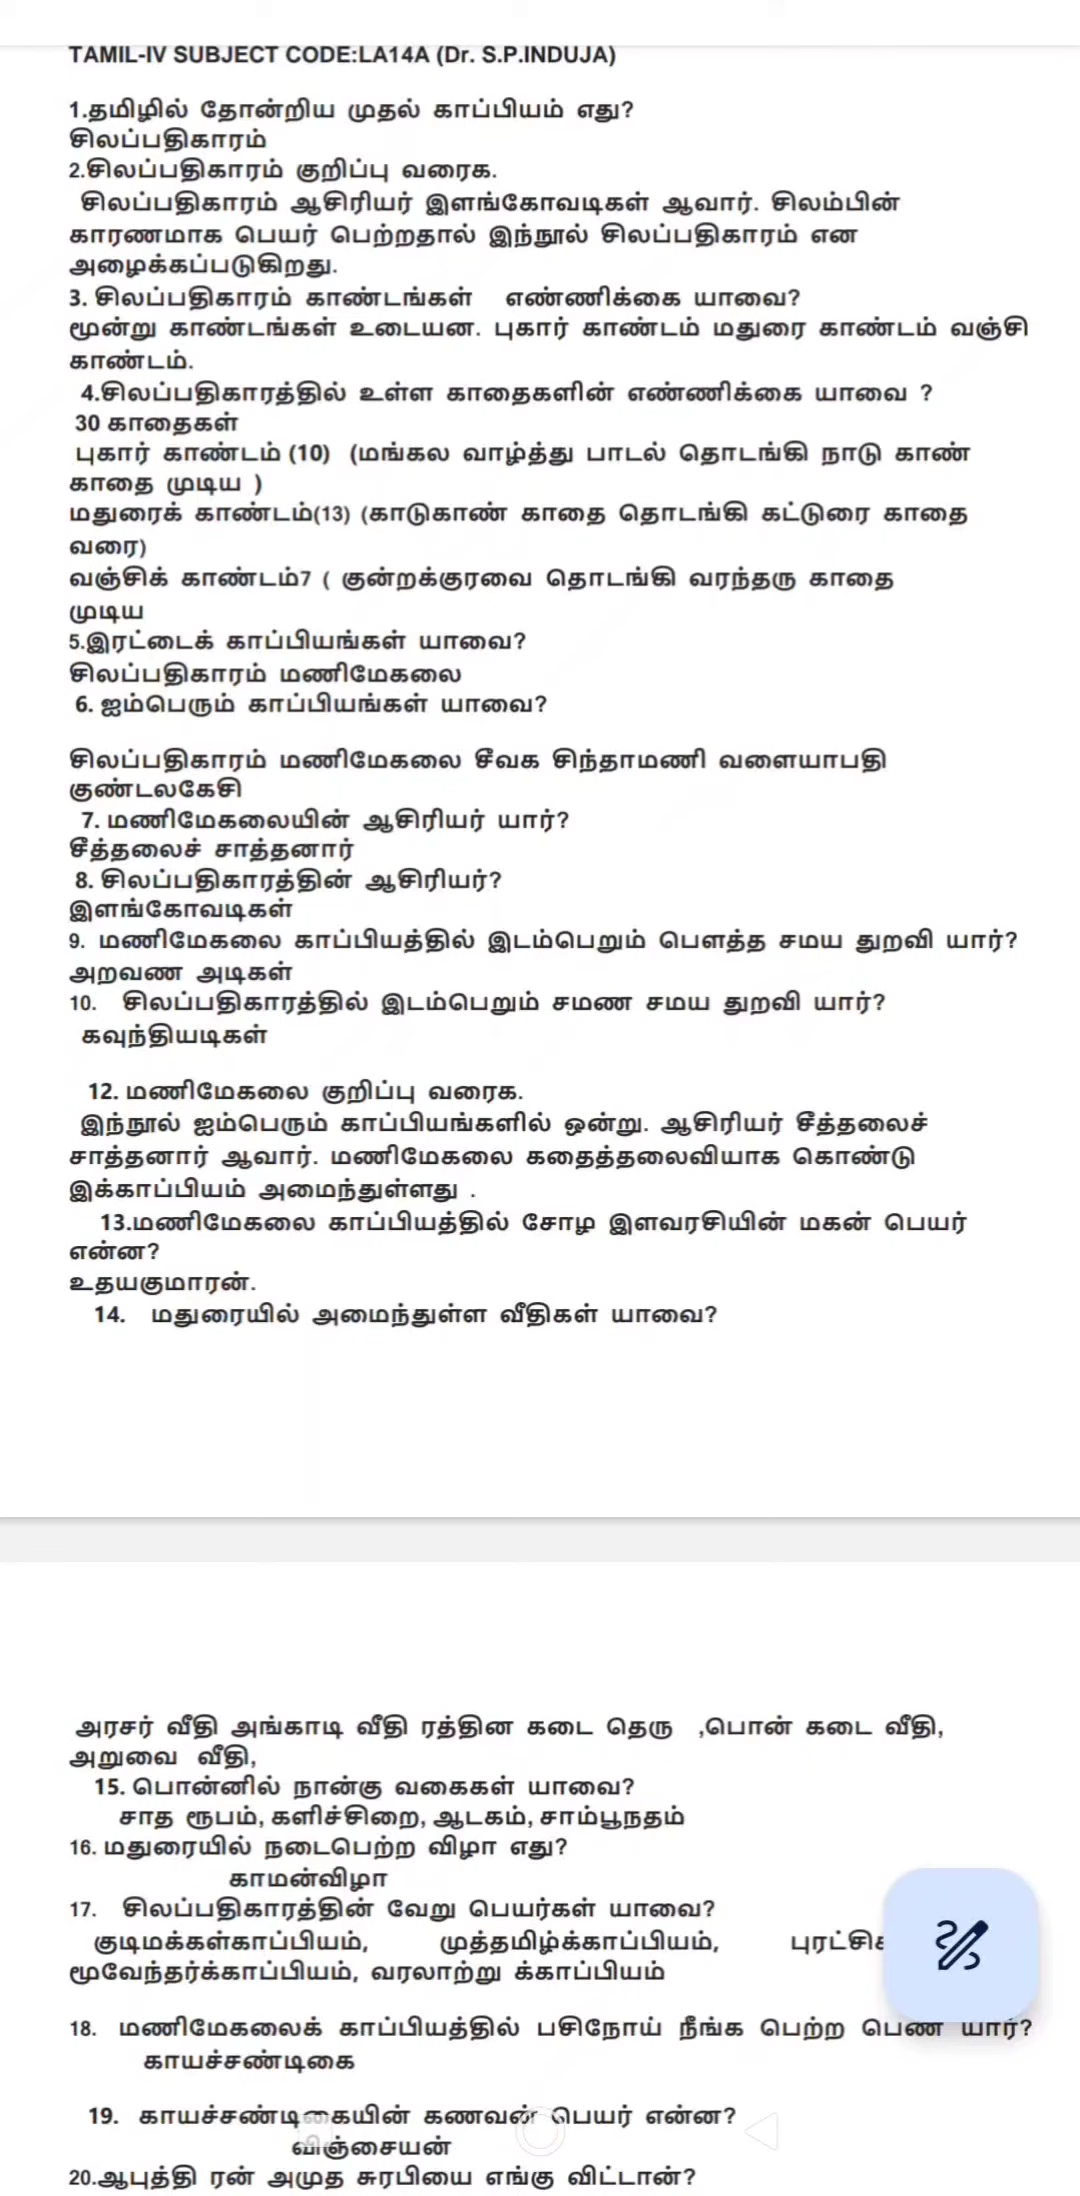 TAMIL-IV SUBJECT CODE:LA14A (Dr. S.P.INDUJA)
1.தமிழில் தோன்றிய முதல் காப்பியம் எது?
சிலப்பதிகாரம்
2.சிலப்பதிகாரம் குறிப்பு வரைக.
சிலப்பதிகாரம் ஆசிரியர் இளங்கோவடிகள் ஆவார். சிலம்பின்
காரணமாக பெயர் பெற்றதால் இந்நூல் சிலப்பதிகாரம் என
அழைக்கப்படுகிறது.
3. சிலப்பதிகாரம் காண்டங்கள் எண்ணிக்கை யாவை?
மூன்று காண்டங்கள் உடையன. புகார் காண்டம் மதுரை காண்டம் வஞ்சி
காண்டம்.
4.சிலப்பதிகாரத்தில் உள்ள காதைகளின் எண்ணிக்கை யாவை ?
30 காதைகள்
புகார் காண்டம் (10) (மங்கல வாழ்த்து பாடல் தொடங்கி நாடு காண்
காதை முடிய )
மதுரைக் காண்டம்(13) (காடுகாண் காதை தொடங்கி கட்டுரை காதை
வரை)
வஞ்சிக் காண்டம்7 ( குன்றக்குரவை தொடங்கி வரந்தரு காதை
முடிய
5.இரட்டைக் காப்பியங்கள் யாவை?
சிலப்பதிகாரம் மணிமேகலை
6. ஐம்பெரும் காப்பியங்கள் யாவை?
சிலப்பதிகாரம் மணிமேகலை சீவக சிந்தாமணி வளையாபதி
குண்டலகேசி
7. மணிமேகலையின் ஆசிரியர் யார்?
சீத்தலைச் சாத்தனார்
8. சிலப்பதிகாரத்தின் ஆசிரியர்?
இளங்கோவடிகள்
9. மணிமேகலை காப்பியத்தில் இடம்பெறும் பௌத்த சமய துறவி யார்?
அறவண அடிகள்
10. சிலப்பதிகாரத்தில் இடம்பெறும் சமண சமய துறவி யார்?
கவுந்தியடிகள்
12. மணிமேகலை குறிப்பு வரைக.
இந்நூல் ஐம்பெரும் காப்பியங்களில் ஒன்று. ஆசிரியர் சீத்தலைச்
சாத்தனார் ஆவார். மணிமேகலை கதைத்தலைவியாக கொண்டு
இக்காப்பியம் அமைந்துள்ளது .
13.மணிமேகலை காப்பியத்தில் சோழ இளவரசியின் மகன் பெயர்
என்ன?
உதயகுமாரன்.
14. மதுரையில் அமைந்துள்ள வீதிகள் யாவை?
அரசர் வீதி அங்காடி வீதி ரத்தின கடை தெரு ,பொன் கடை வீதி,
அறுவை வீதி,
15. பொன்னில் நான்கு வகைகள் யாவை?
சாத ரூபம், களிச்சிறை, ஆடகம், சாம்பூநதம்
16. மதுரையில் நடைபெற்ற விழா எது?
காமன்விழா
17. சிலப்பதிகாரத்தின் வேறு பெயர்கள் யாவை?
குடிமக்கள்காப்பியம், முத்தமிழ்க்காப்பியம்,
மூவேந்தர்க்காப்பியம், வரலாற்று க்காப்பியம்
18. மணிமேகலைக் காப்பியத்தில் பசிநோய் நீங்க பெற்ற பெண் யார்?
காயச்சண்டிகை
19. காயச்சண்டிகையின் கணவன் பெயர் என்ன?
விஞ்சையன்
20.ஆபுத்தி ரன் அமுத சுரபியை எங்கு விட்டான்?